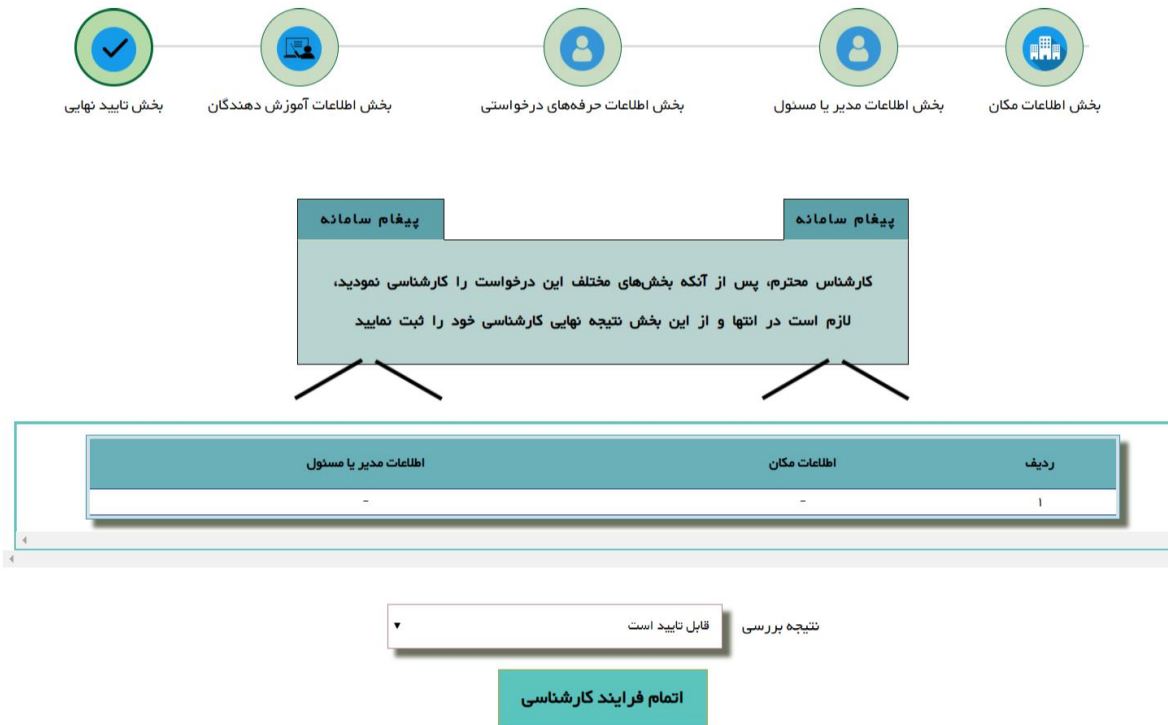 بخش اطلاعات مکان
بخش اطلاعات مدیر یا مسئول
بخش اطلاعات حرفه‌های درخواستی
بخش اطلاعات آموزش دهندگان
بخش تایید نهایی
پیغام سامانه
پیغام سامانه
کارشناس محترم، پس از آنکه بخش‌های مختلف این درخواست را کارشناسی نمودید،
لازم است در انتها و از این بخش نتیجه نهایی کارشناسی خود را ثبت نمایید
ردیف اطلاعات مکان اطلاعات مدیر یا مسئول
۱ - -
نتیجه بررسی قابل تایید است
اتمام فرایند کارشناسی